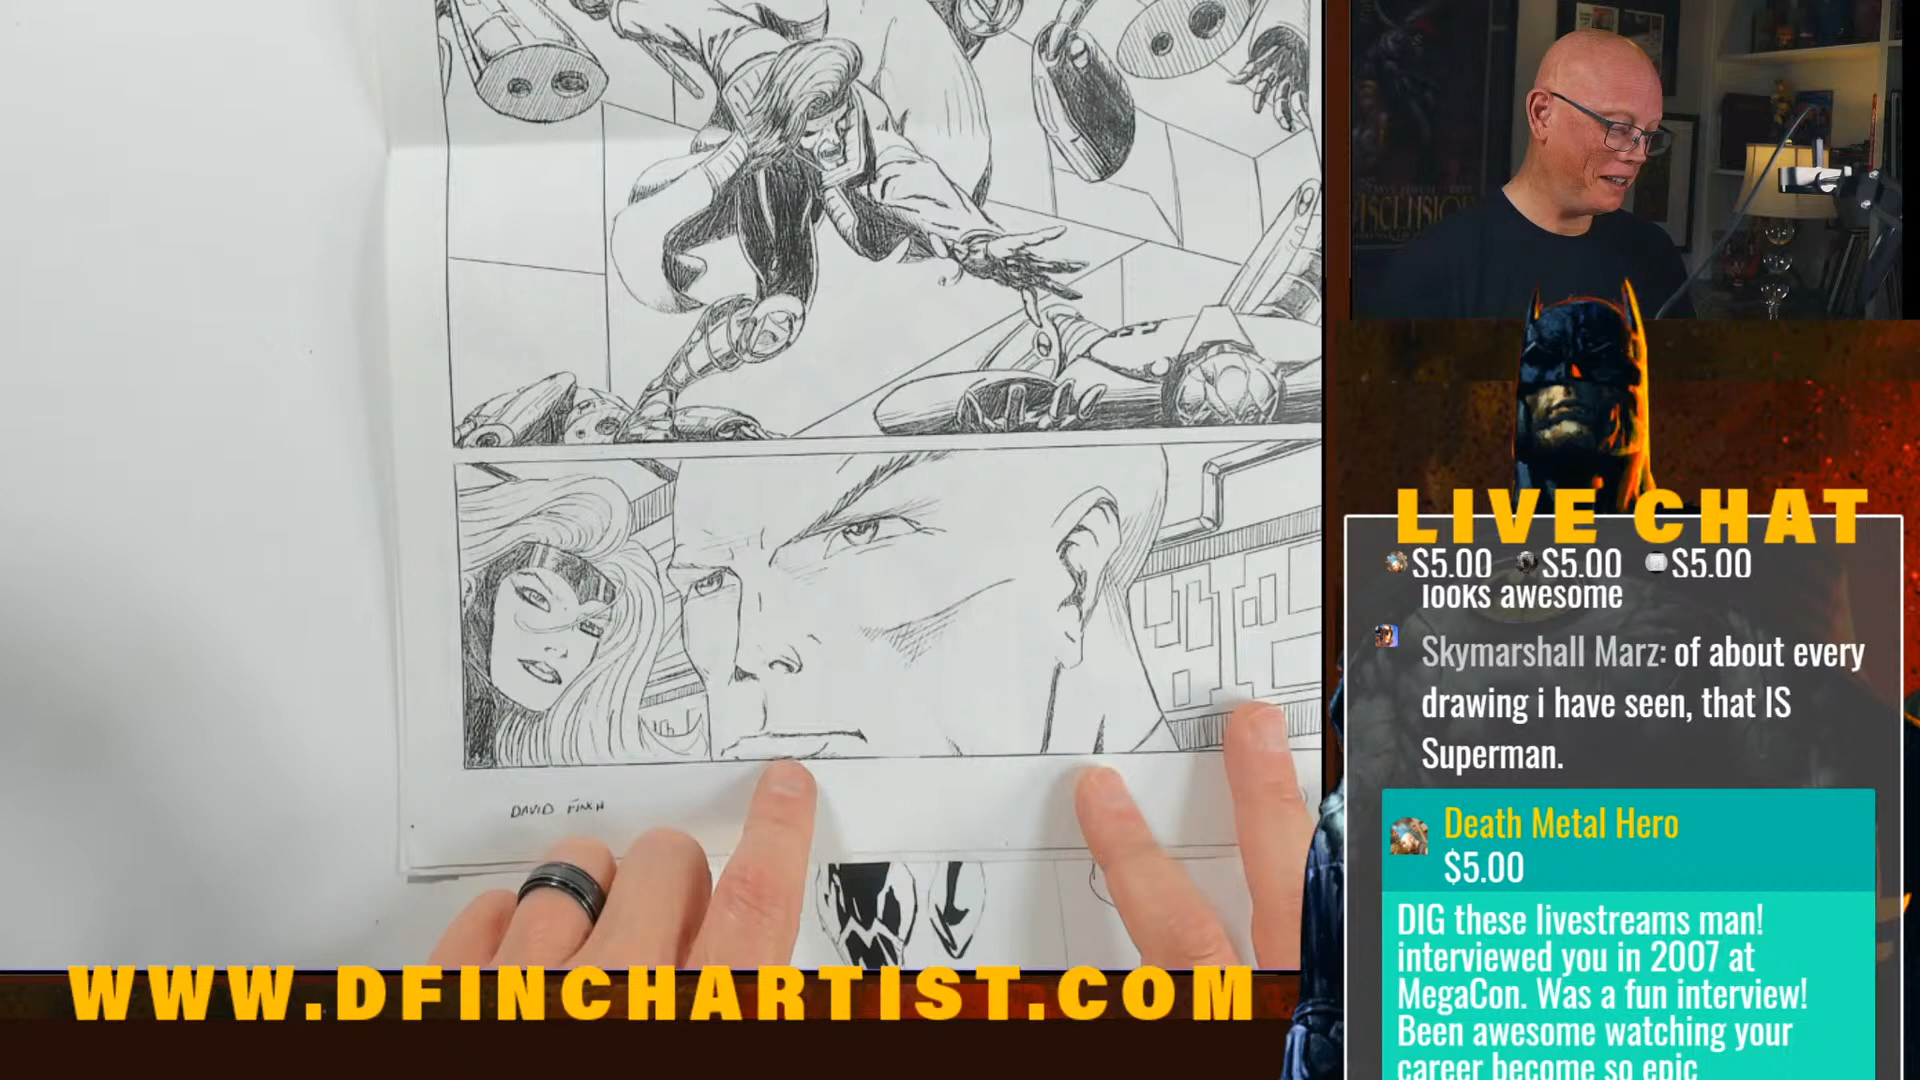 ASCENSION
DAVID FINCH
WWW.DFINCHARTIST.COM
LIVE CHAT
$5.00 $5.00 $5.00
looks awesome
Skymarshall Marz: of about every
drawing i have seen, that IS
Superman.
Death Metal Hero
$5.00
DIG these livestreams man!
interviewed you in 2007 at
MegaCon. Was a fun interview!
Been awesome watching your
career become so epic